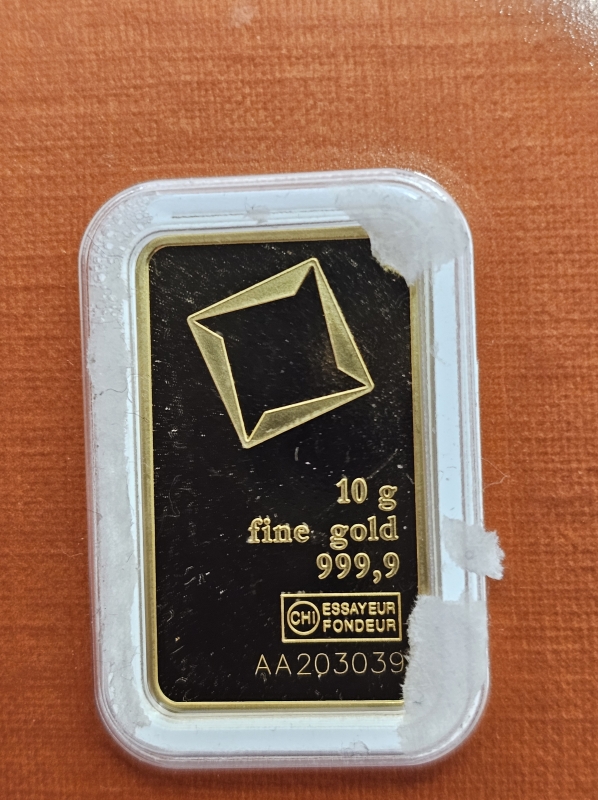 10 g
fine gold
999,9
CHI ESSAYEUR
FONDEUR
AA203039